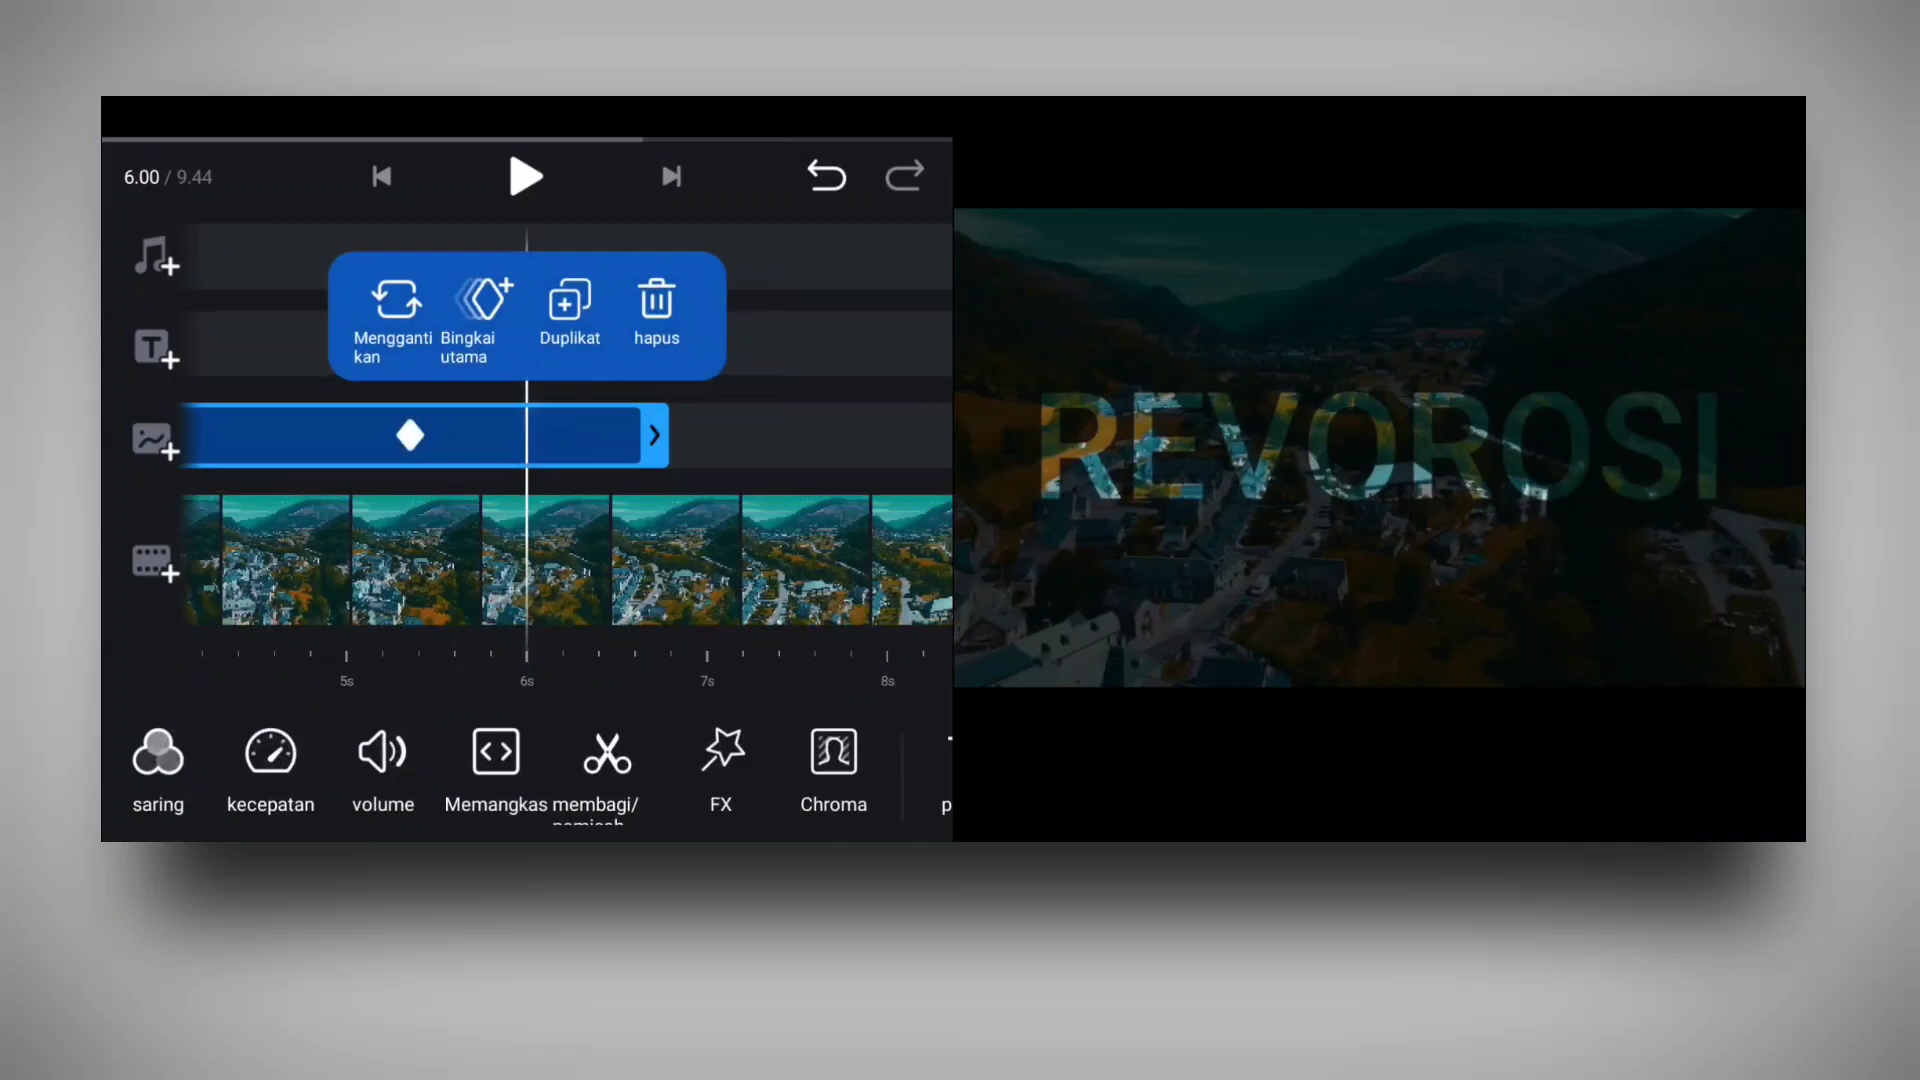 6.00 / 9.44
Mengganti
kan
Bingkai
utama
Duplikat
hapus
T
REVOROSI
5s
6s
7s
8s
saring
kecepatan
volume
Memangkas
membagi/
FX
Chroma
p